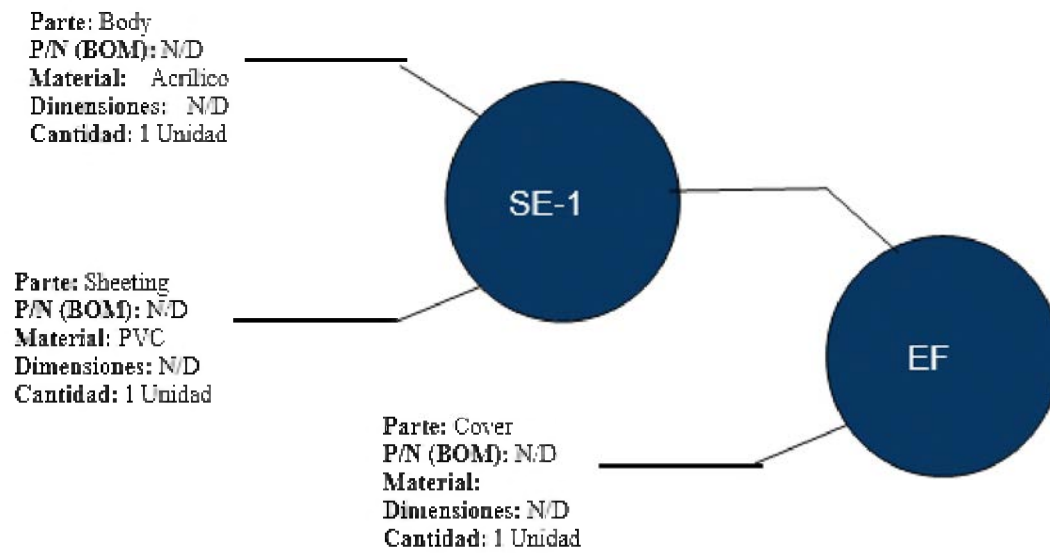 Parte: Body
P/N (BOM): N/D
Material: Acrílico
Dimensiones: N/D
Cantidad: 1 Unidad
SE-1
Parte: Sheeting
P/N (BOM): N/D
Material: PVC
Dimensiones: N/D
Cantidad: 1 Unidad
EF
Parte: Cover
P/N (BOM): N/D
Material:
Dimensiones: N/D
Cantidad: 1 Unidad